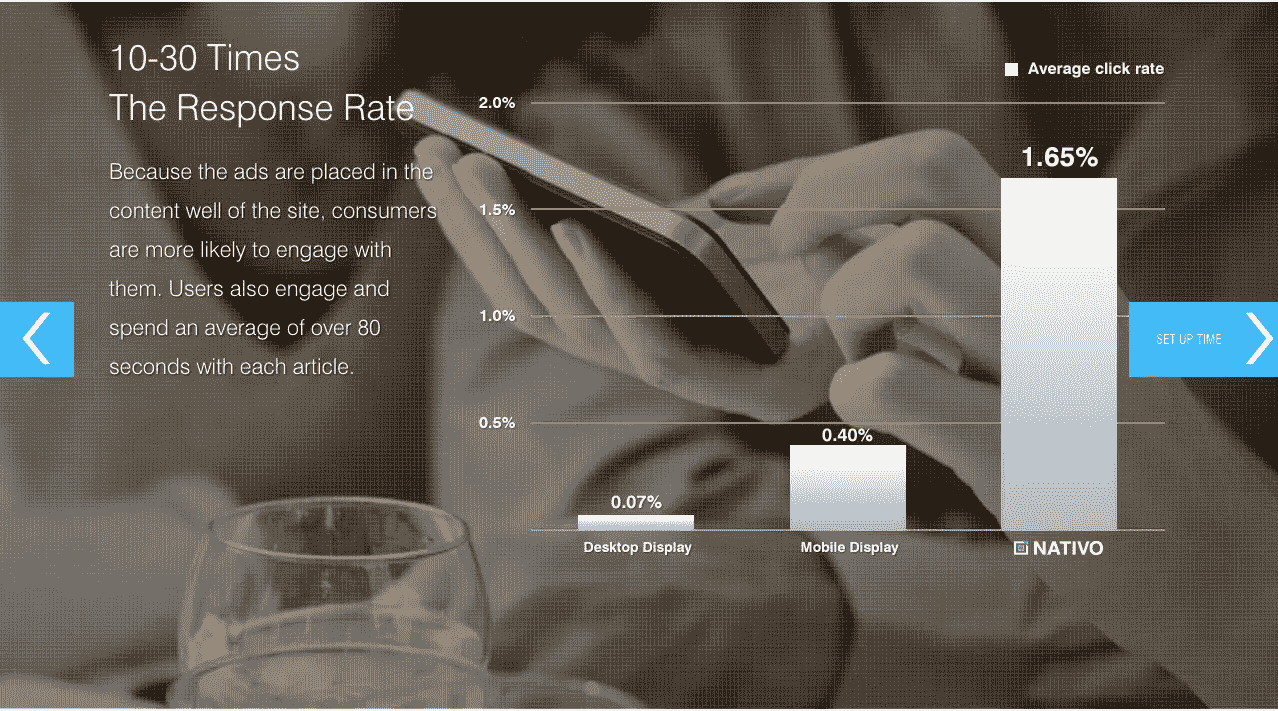 10-30 Times
The Response Rate
Because the ads are placed in the
content well of the site, consumers
are more likely to engage with
them. Users also engage and
spend an average of over 80
seconds with each article.
Average click rate
2.0%
1.5%
1.0%
0.5%
0.07%
0.40%
1.65%
Desktop Display
Mobile Display
NATIVO
SET UP TIME